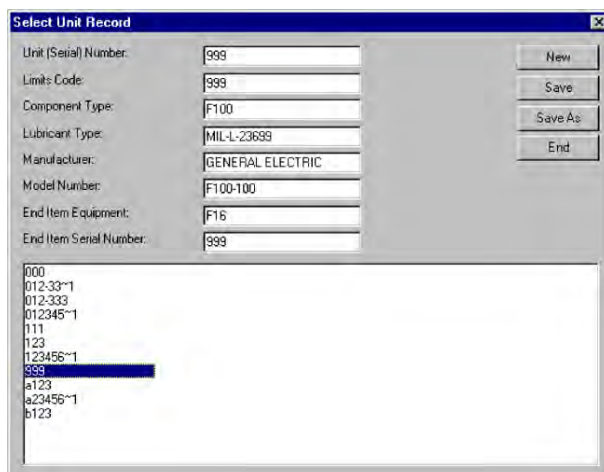 Select Unit Record
Unit (Serial) Number: 999 New
Limits Code: 999 Save
Component Type: F100 Save As
Lubricant Type: MIL-L-23699 End
Manufacturer: GENERAL ELECTRIC
Model Number: F100-100
End Item Equipment: F16
End Item Serial Number: 999
000
012-33~1
012-333
012345~1
111
123
123456~1
999
a123
a23456~1
b123